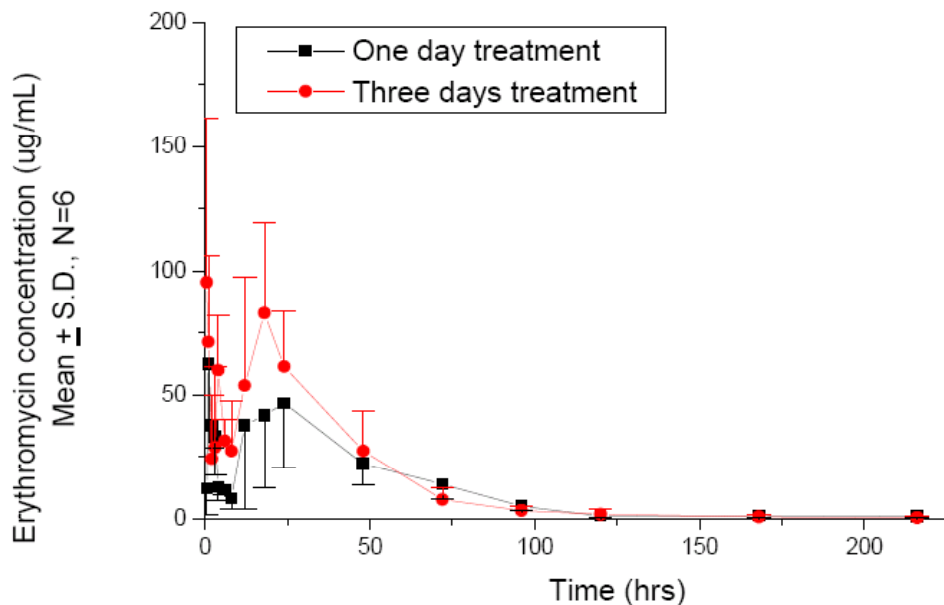 Erythromycin concentration (ug/mL)
Mean ± S.D., N=6
200
150
100
50
0
One day treatment
Three days treatment
0
50
100
150
200
Time (hrs)